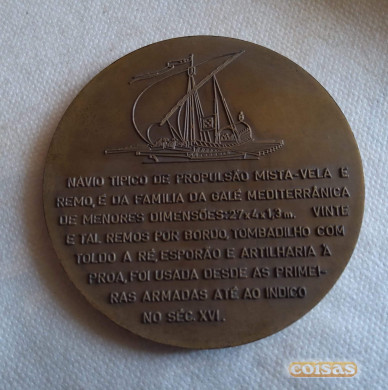 NAVIO TIPICO DE PROPULSÃO MISTA-VELA E
REMO, É DA FAMILIA DA GALÉ MEDITERRÂNICA
DE MENORES DIMENSÕES: 27x4x1,3m. VINTE
E TAL REMOS POR BORDO, TOMBADILHO COM
TOLDO A RÉ, ESPORÃO E ARTILHARIA À
PROA, FOI USADA DESDE AS PRIMEI-
RAS ARMADAS ATÉ AO INDICO
NO SÉC. XVI.
coisas